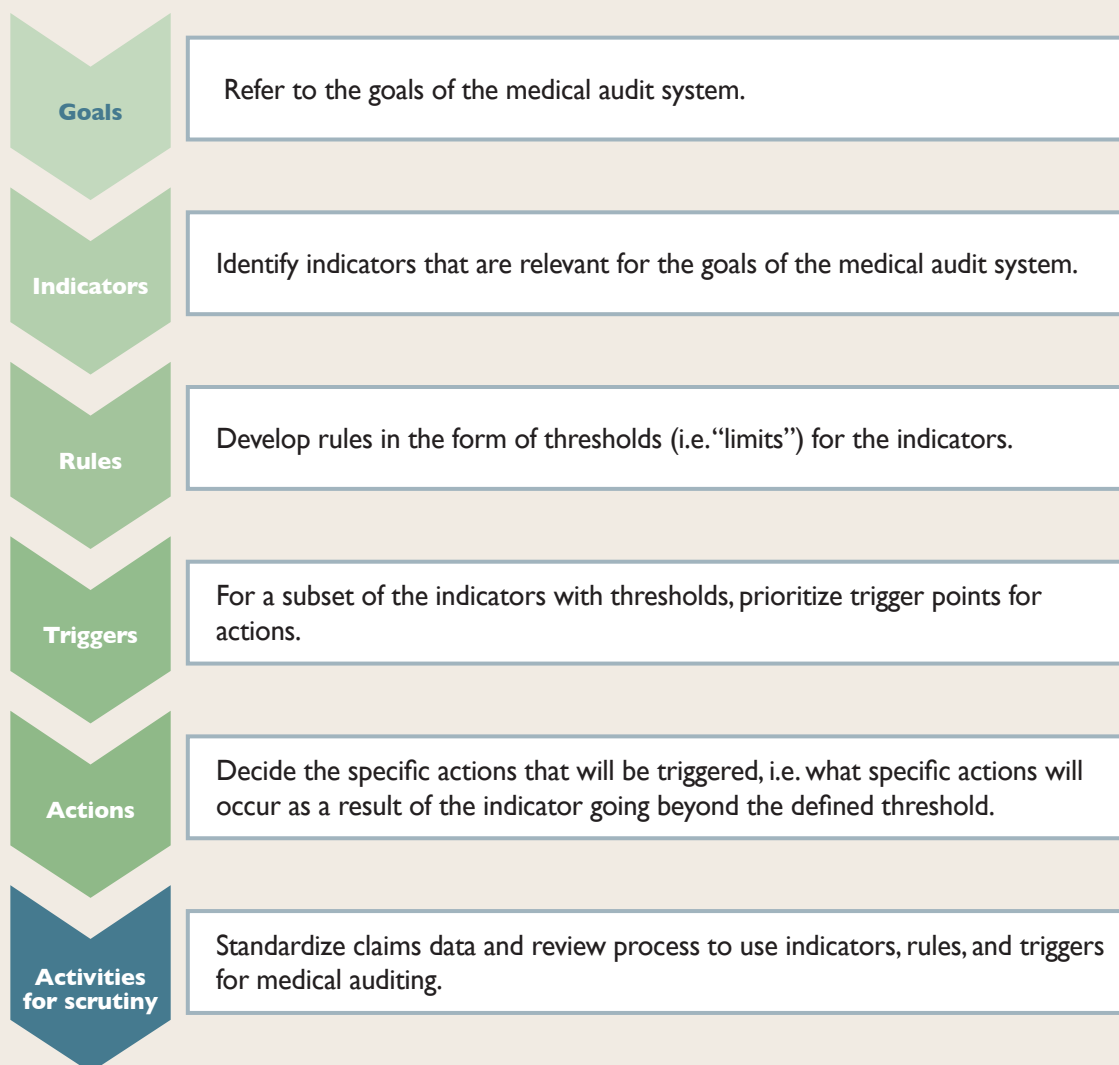 Goals
Refer to the goals of the medical audit system.
Indicators
Identify indicators that are relevant for the goals of the medical audit system.
Rules
Develop rules in the form of thresholds (i.e. “limits”) for the indicators.
Triggers
For a subset of the indicators with thresholds, prioritize trigger points for
actions.
Actions
Decide the specific actions that will be triggered, i.e. what specific actions will
occur as a result of the indicator going beyond the defined threshold.
Activities
for scrutiny
Standardize claims data and review process to use indicators, rules, and triggers
for medical auditing.